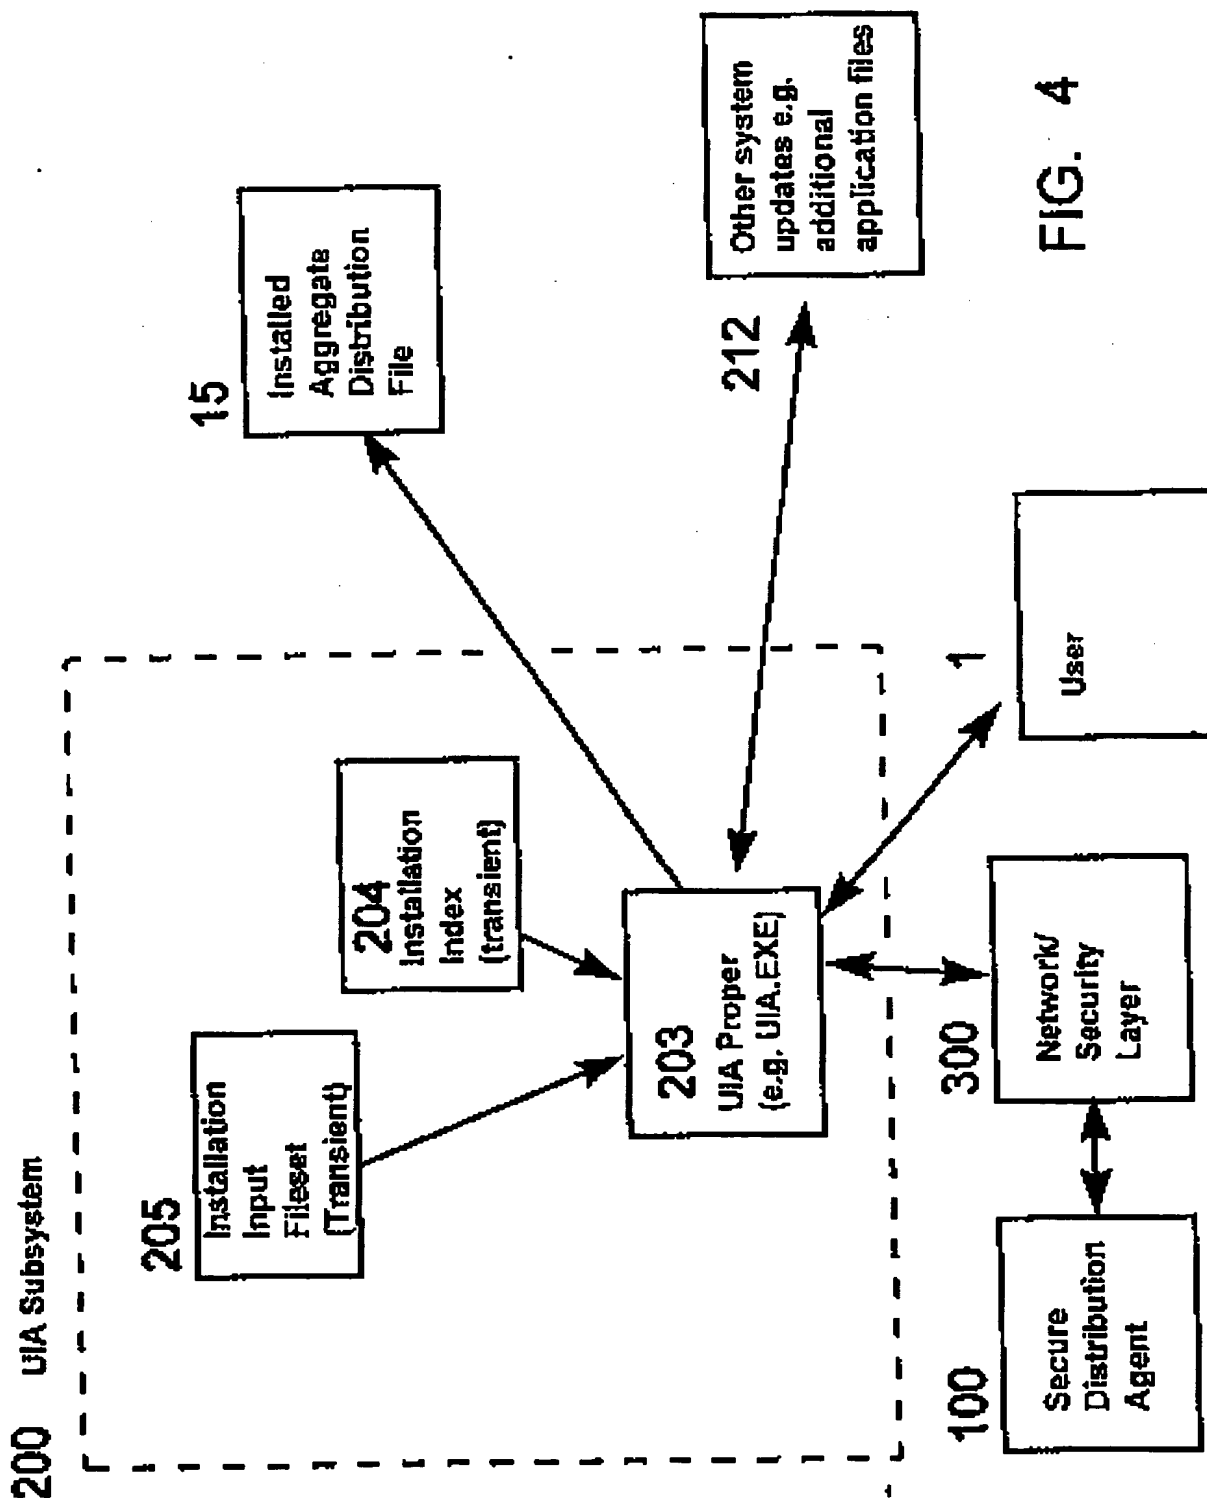 200 UIA Subsystem
205
Installation
Input
Fileset
(Transient)
204
Installation
Index
(transient)
15
Installed
Aggregate
Distribution
File
203
UIA Proper
(e.g. UIA.EXE)
212
Other system
updates e.g.
additional
application files
100
Secure
Distribution
Agent
300
Network/
Security
Layer
1
User
FIG. 4